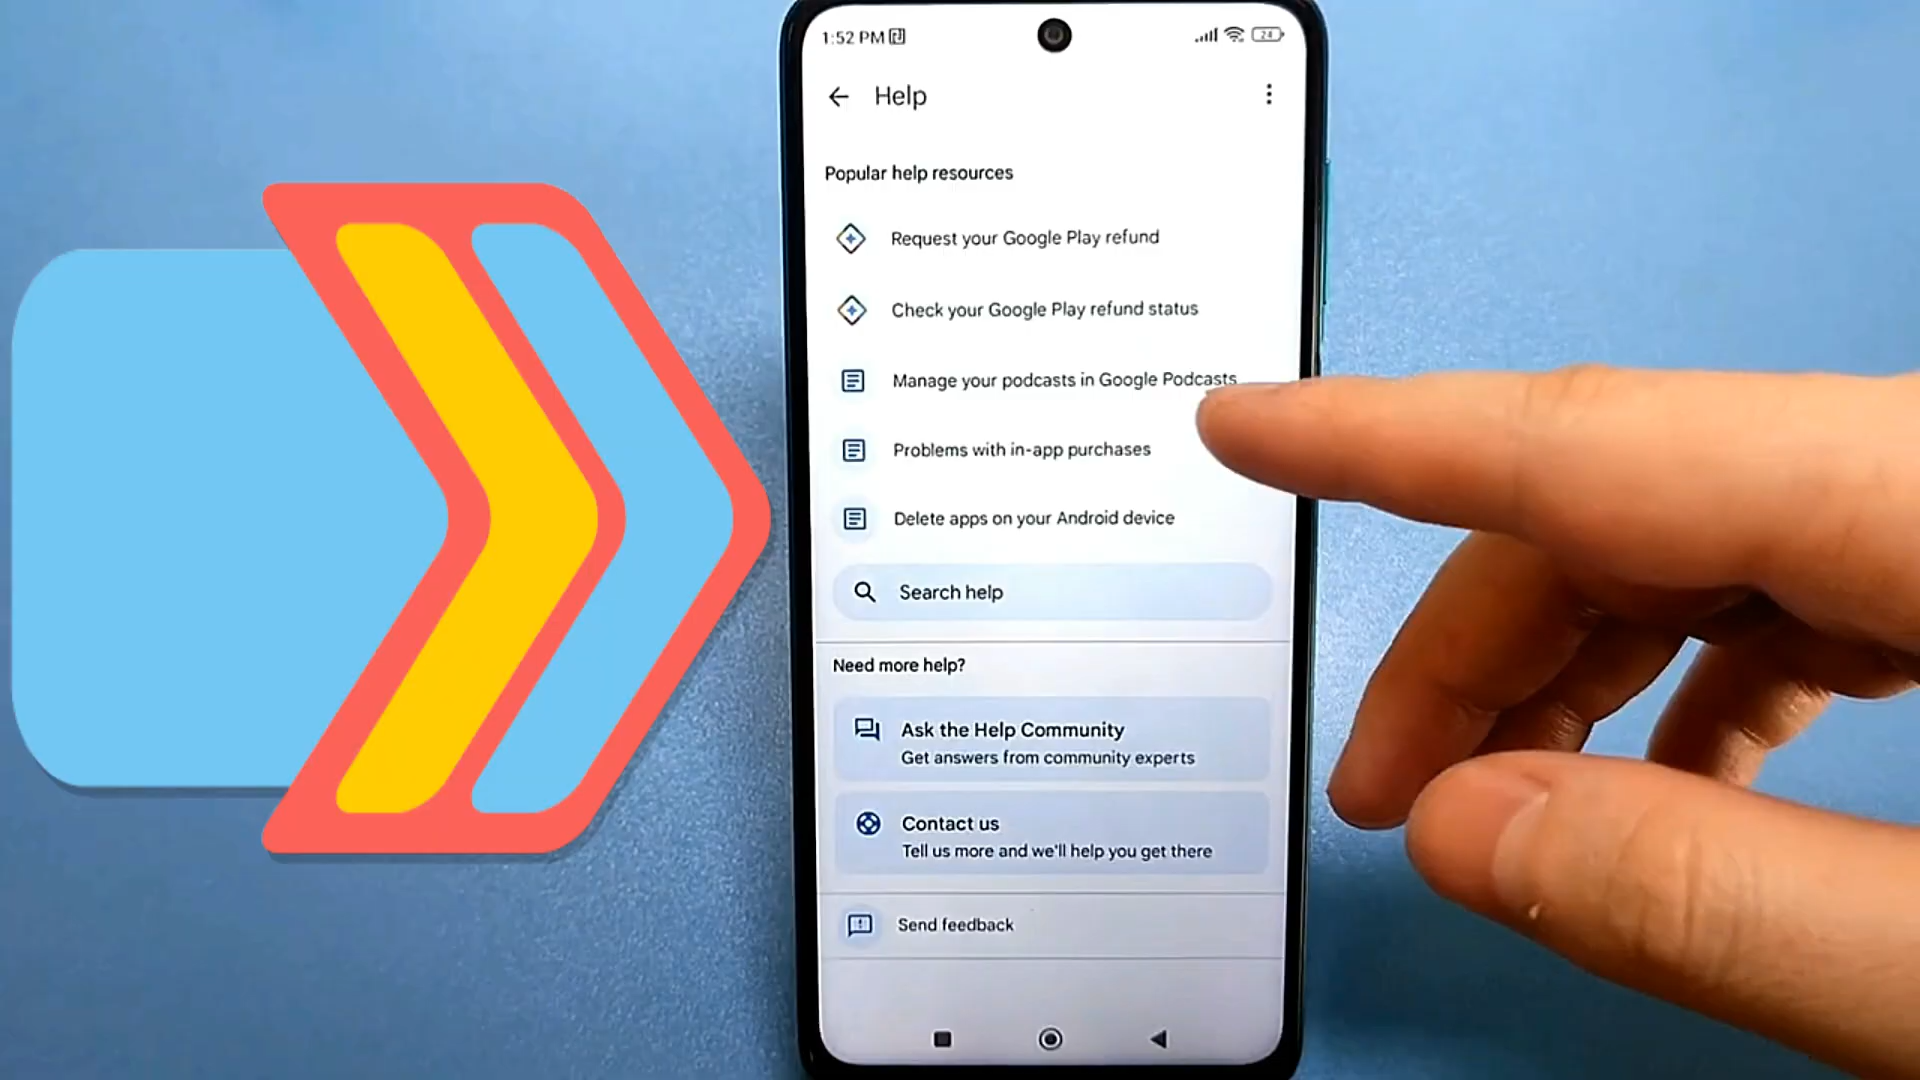 1:52 PM
24
Help
Popular help resources
Request your Google Play refund
Check your Google Play refund status
Manage your podcasts in Google Podcasts
Problems with in-app purchases
Delete apps on your Android device
Search help
Need more help?
Ask the Help Community
Get answers from community experts
Contact us
Tell us more and we'll help you get there
Send feedback